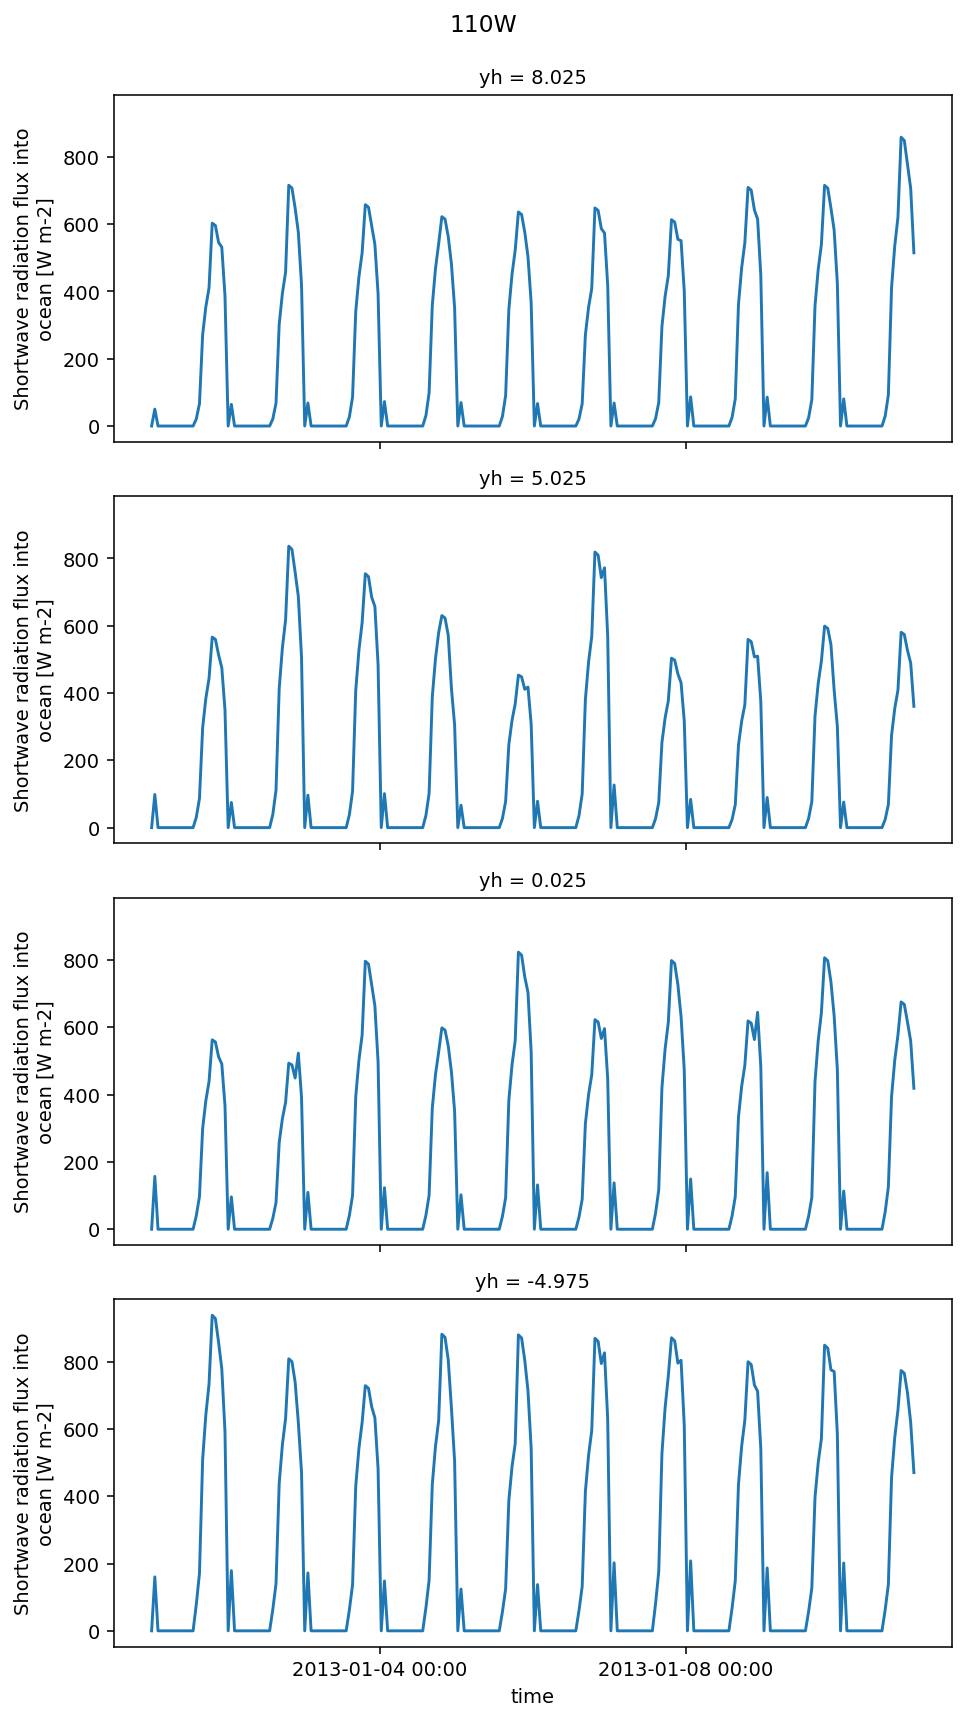 110W
yh = 8.025
Shortwave radiation flux into
ocean [W m-2]
800
600
400
200
0
yh = 5.025
Shortwave radiation flux into
ocean [W m-2]
800
600
400
200
0
yh = 0.025
Shortwave radiation flux into
ocean [W m-2]
800
600
400
200
0
yh = -4.975
Shortwave radiation flux into
ocean [W m-2]
800
600
400
200
0
2013-01-04 00:00 2013-01-08 00:00
time